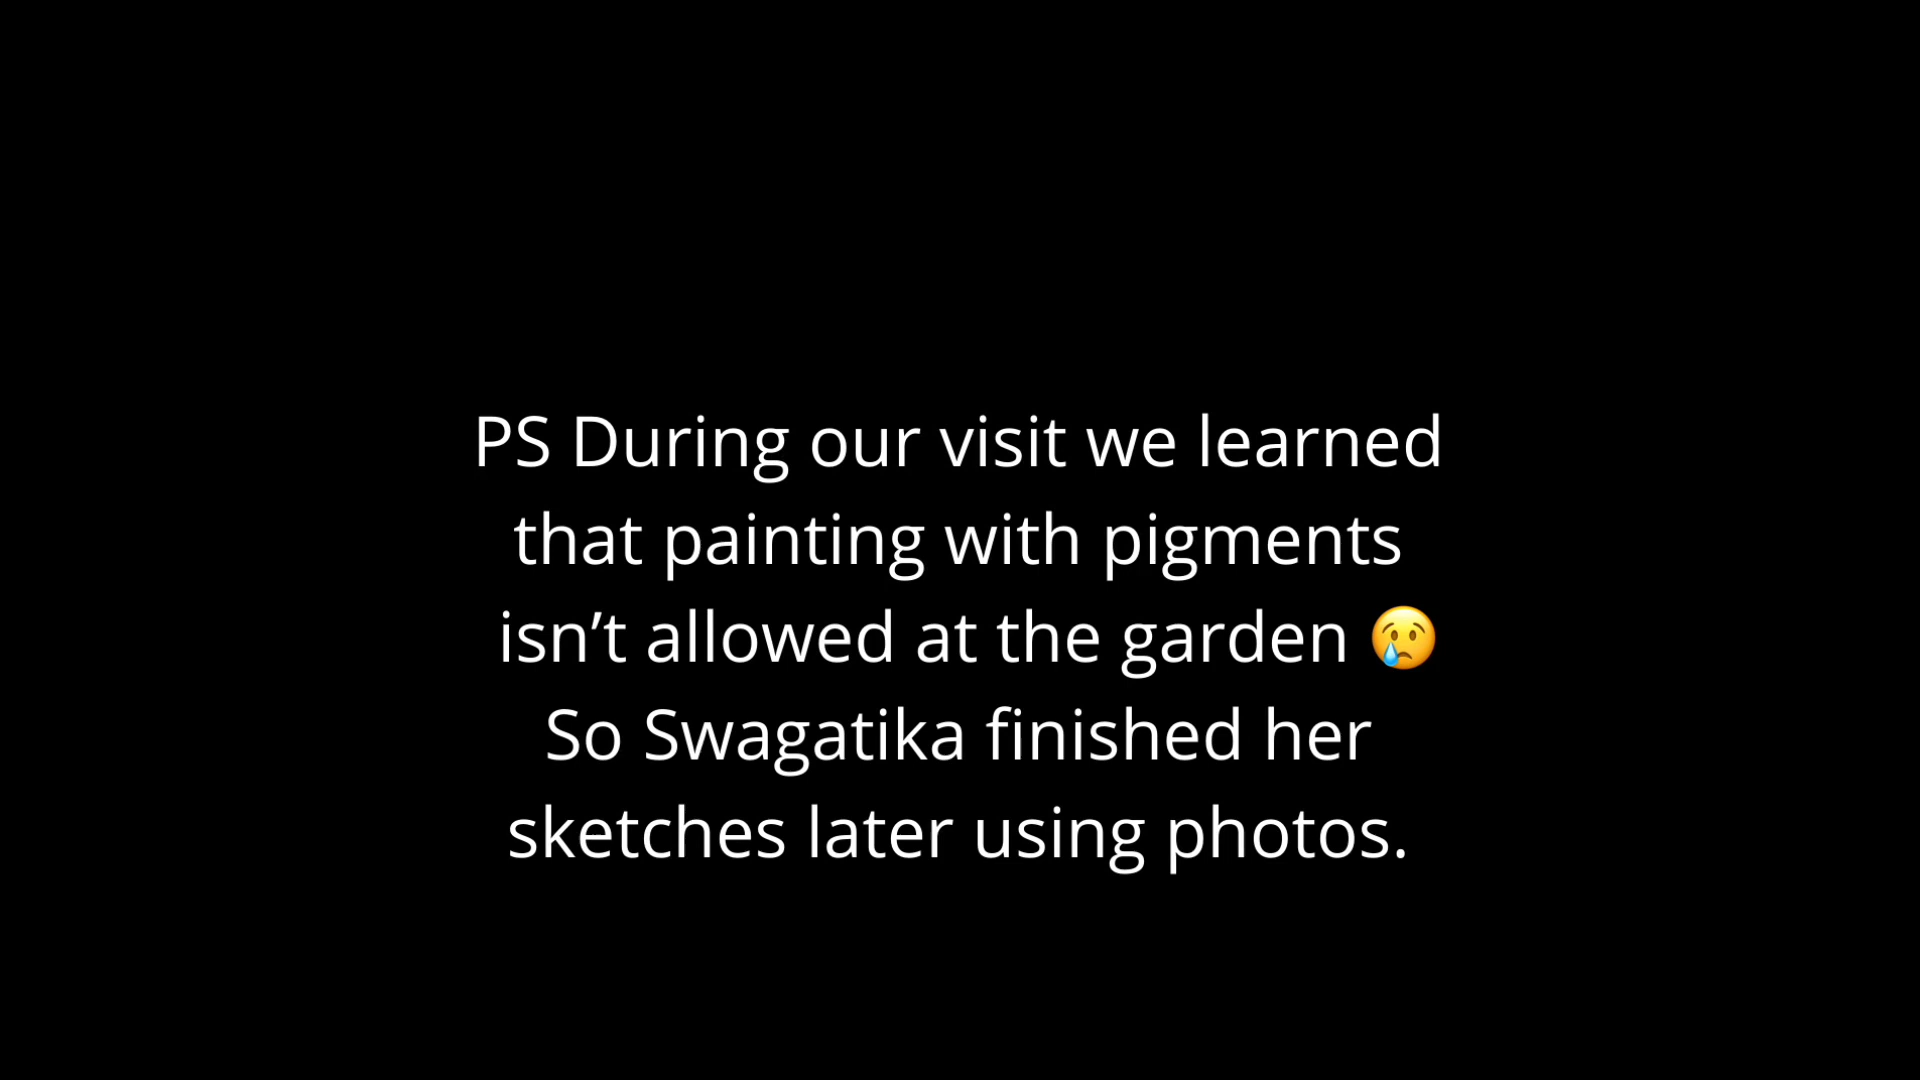 PS During our visit we learned
that painting with pigments
isn’t allowed at the garden 😢
So Swagatika finished her
sketches later using photos.